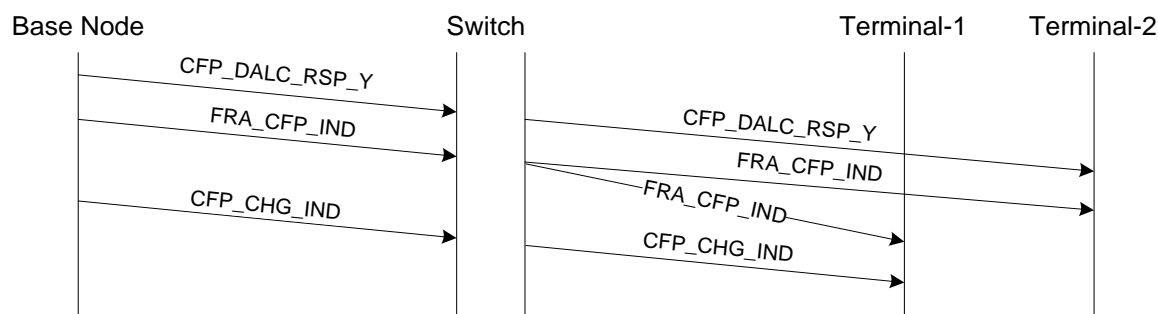 Base Node
Switch
Terminal-1
Terminal-2
CFP_DALC_RSP_Y
FRA_CFP_IND
CFP_CHG_IND
CFP_DALC_RSP_Y
FRA_CFP_IND
FRA_CFP_IND
CFP_CHG_IND